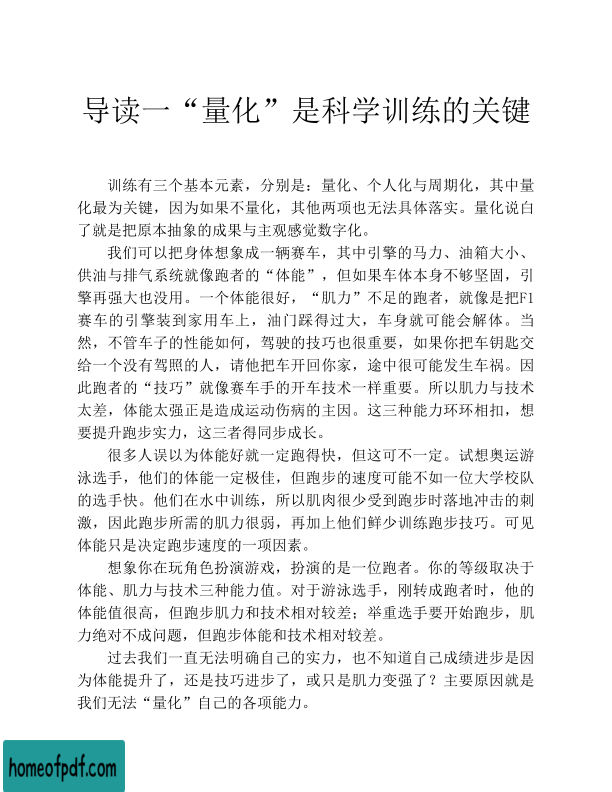 导读一“量化”是科学训练的关键
训练有三个基本元素，分别是：量化、个人化与周期化，其中量
化最为关键，因为如果不量化，其他两项也无法具体落实。量化说白
了就是把原本抽象的成果与主观感觉数字化。
我们可以把身体想象成一辆赛车，其中引擎的马力、油箱大小、
供油与排气系统就像跑者的“体能”，但如果车体本身不够坚固，引
擎再强大也没用。一个体能很好，“肌力”不足的跑者，就像是把F1
赛车的引擎装到家用车上，油门踩得过大，车身就可能会解体。当
然，不管车子的性能如何，驾驶的技巧也很重要，如果你把车钥匙交
给一个没有驾照的人，请他把车开回你家，途中很可能发生车祸。因
此跑者的“技巧”就像赛车手的开车技术一样重要。所以肌力与技术
太差，体能太强正是造成运动伤病的主因。这三种能力环环相扣，想
要提升跑步实力，这三者得同步成长。
很多人误以为体能好就一定跑得快，但这可不一定。试想奥运游
泳选手，他们的体能一定极佳，但跑步的速度可能不如一位大学校队
的选手快。他们在水中训练，所以肌肉很少受到跑步时落地冲击的刺
激，因此跑步所需的肌力很弱，再加上他们鲜少训练跑步技巧。可见
体能只是决定跑步速度的一项因素。
想象你在玩角色扮演游戏，扮演的是一位跑者。你的等级取决于
体能、肌力与技术三种能力值。对于游泳选手，刚转成跑者时，他的
体能值很高，但跑步肌力和技术相对较差；举重选手要开始跑步，肌
力绝对不成问题，但跑步体能和技术相对较差。
过去我们一直无法明确自己的实力，也不知道自己成绩进步是因
为体能提升了，还是技巧进步了，或只是肌力变强了？主要原因就是
我们无法“量化”自己的各项能力。
homeofpdf.com